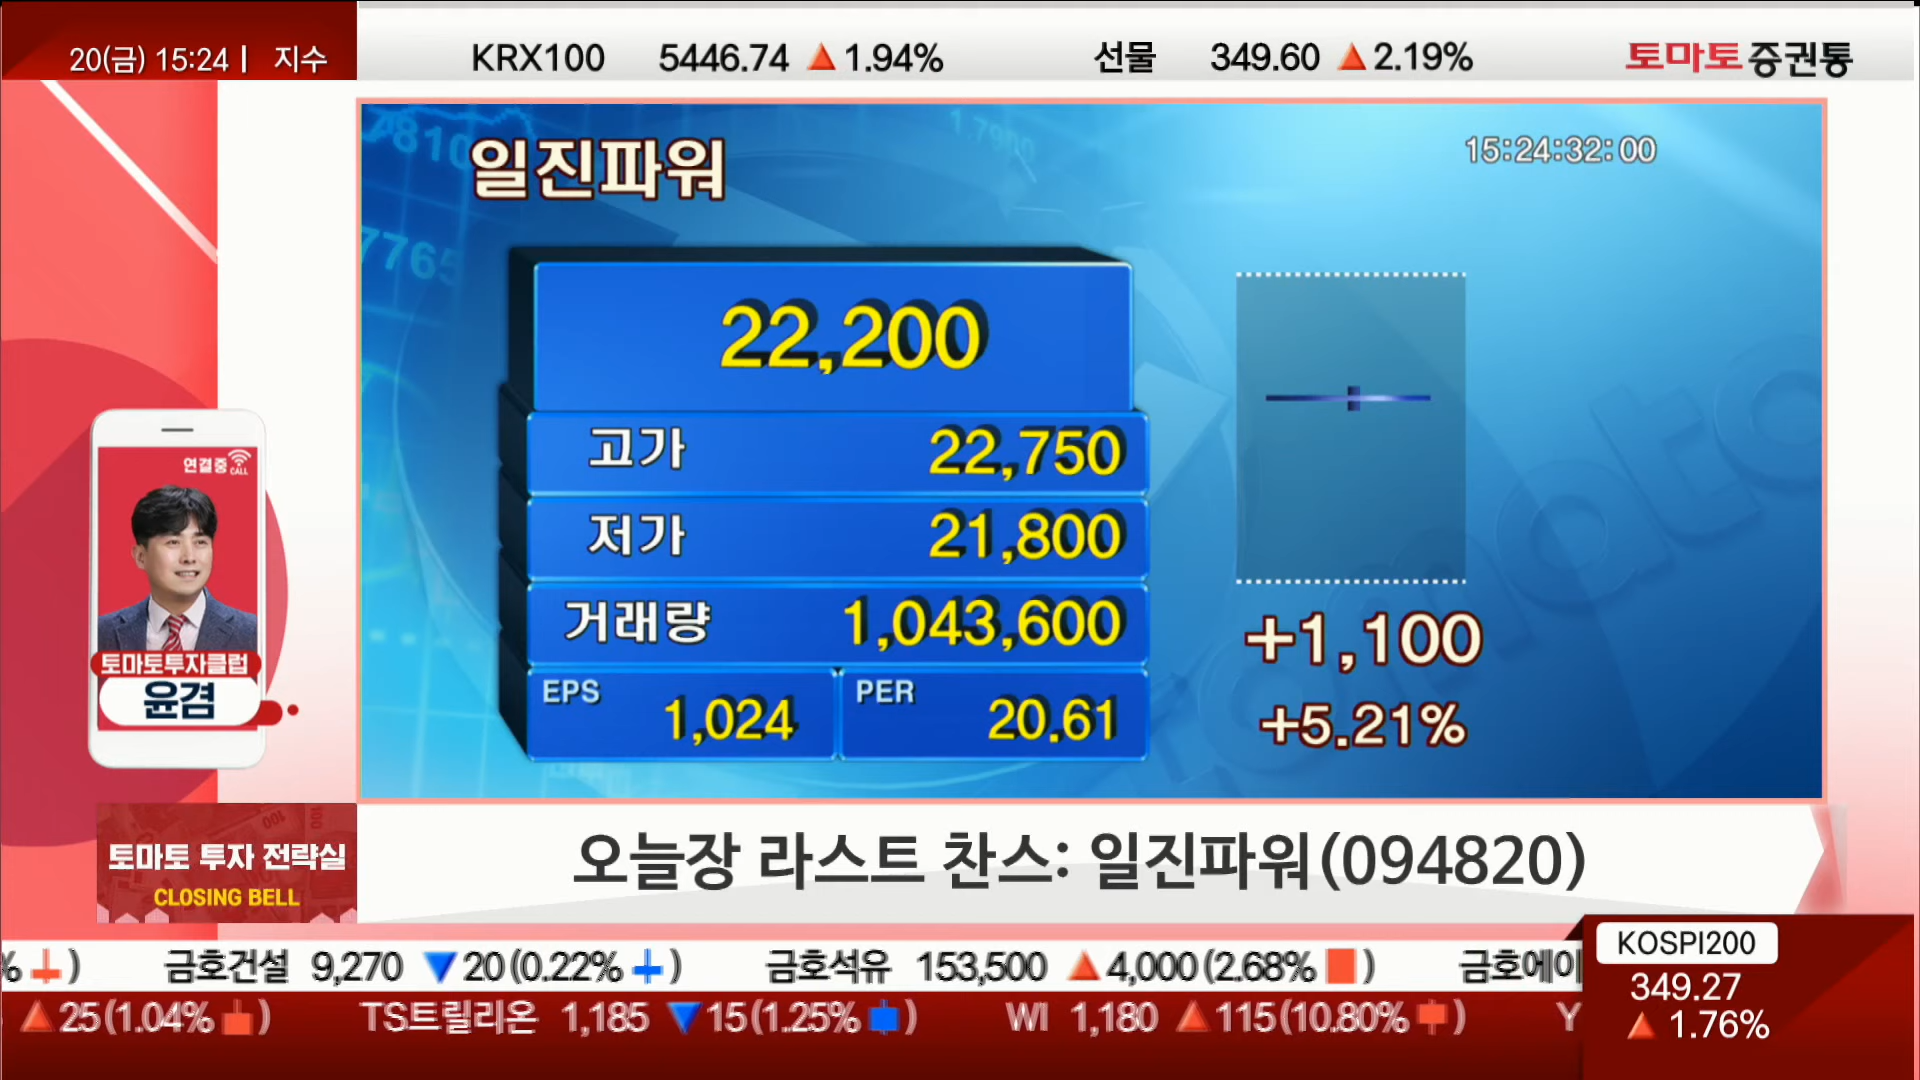 20(금) 15:24 | 지수 KRX100 5446.74 ▲1.94% 선물 349.60 ▲2.19% 토마토증권통
일진파워
15:24:32:00
22,200
고가 22,750
저가 21,800
거래량 1,043,600
EPS 1,024 PER 20.61
+1,100
+5.21%
연결중
CALL
토마토투자클럽
윤겸
토마토 투자 전략실
CLOSING BELL
오늘장 라스트 찬스: 일진파워(094820)
% ) 금호건설 9,270 ▼20(0.22% ) 금호석유 153,500 ▲4,000(2.68% ) 금호에이
▲25(1.04% ) TS트릴리온 1,185 ▼15(1.25% ) WI 1,180 ▲115(10.80% ) Y
KOSPI200
349.27
▲1.76%